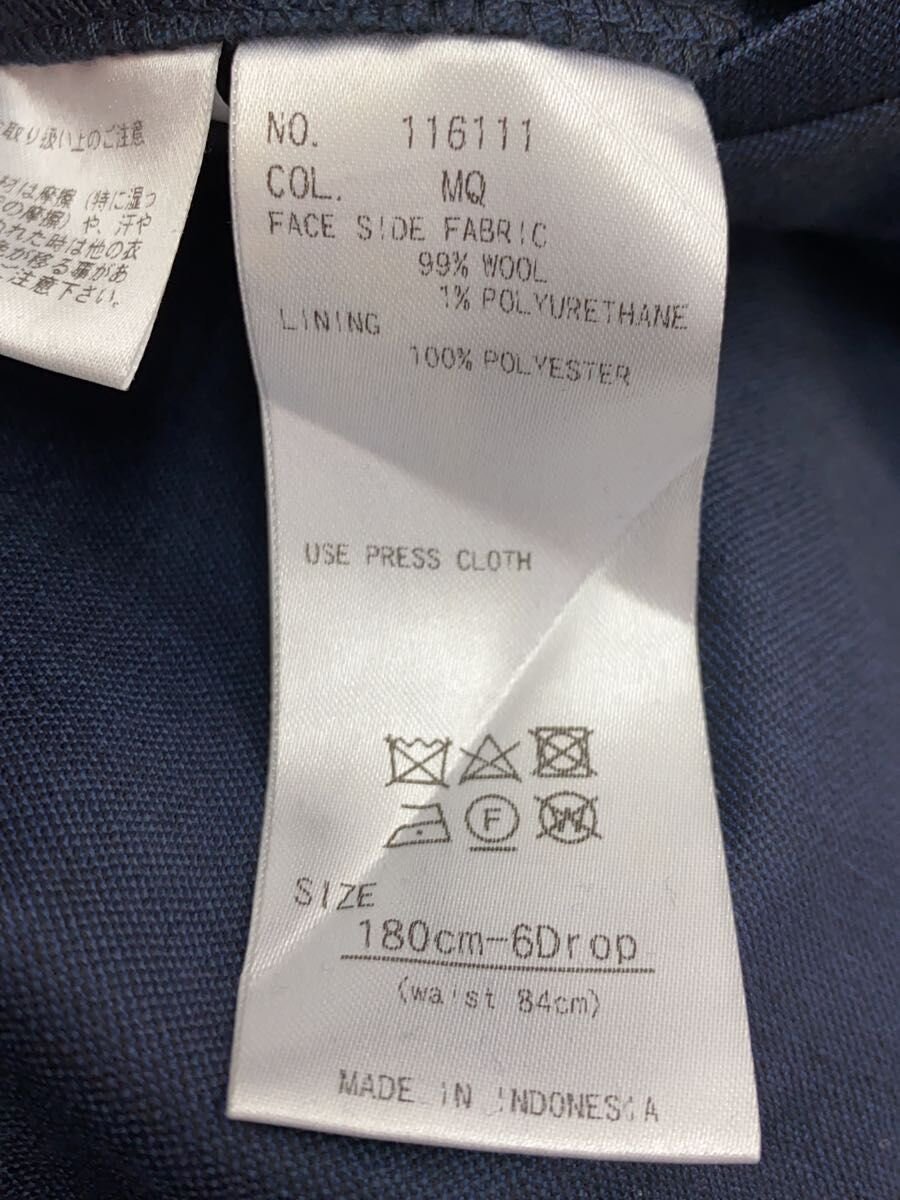 取り扱い上のご注意
は摩擦(特に湿っ
の摩擦)や、汗や
れた時は他の衣
が移る事があ
ご注意下さい。
NO. 116111
COL. MQ
FACE SIDE FABRIC
99% WOOL
1% POLYURETHANE
LINING
100% POLYESTER
USE PRESS CLOTH
F
W
SIZE
180cm-6Drop
(waist 84cm)
MADE IN INDONESIA